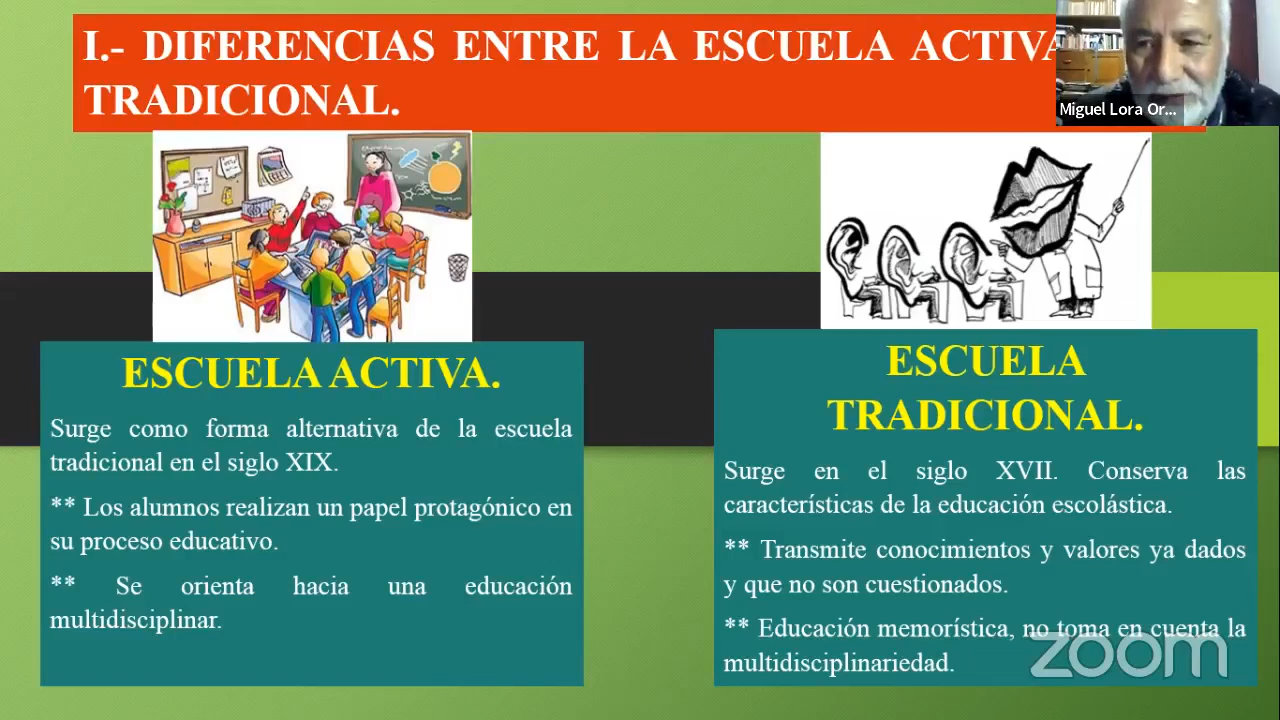 I.- DIFERENCIAS ENTRE LA ESCUELA ACTIVA
TRADICIONAL.
Miguel Lora Or...
ESCUELA ACTIVA.
Surge como forma alternativa de la escuela
tradicional en el siglo XIX.
** Los alumnos realizan un papel protagónico en
su proceso educativo.
** Se orienta hacia una educación
multidisciplinar.
ESCUELA
TRADICIONAL.
Surge en el siglo XVII. Conserva las
características de la educación escolástica.
** Transmite conocimientos y valores ya dados
y que no son cuestionados.
** Educación memorística, no toma en cuenta la
multidisciplinariedad.
zoom